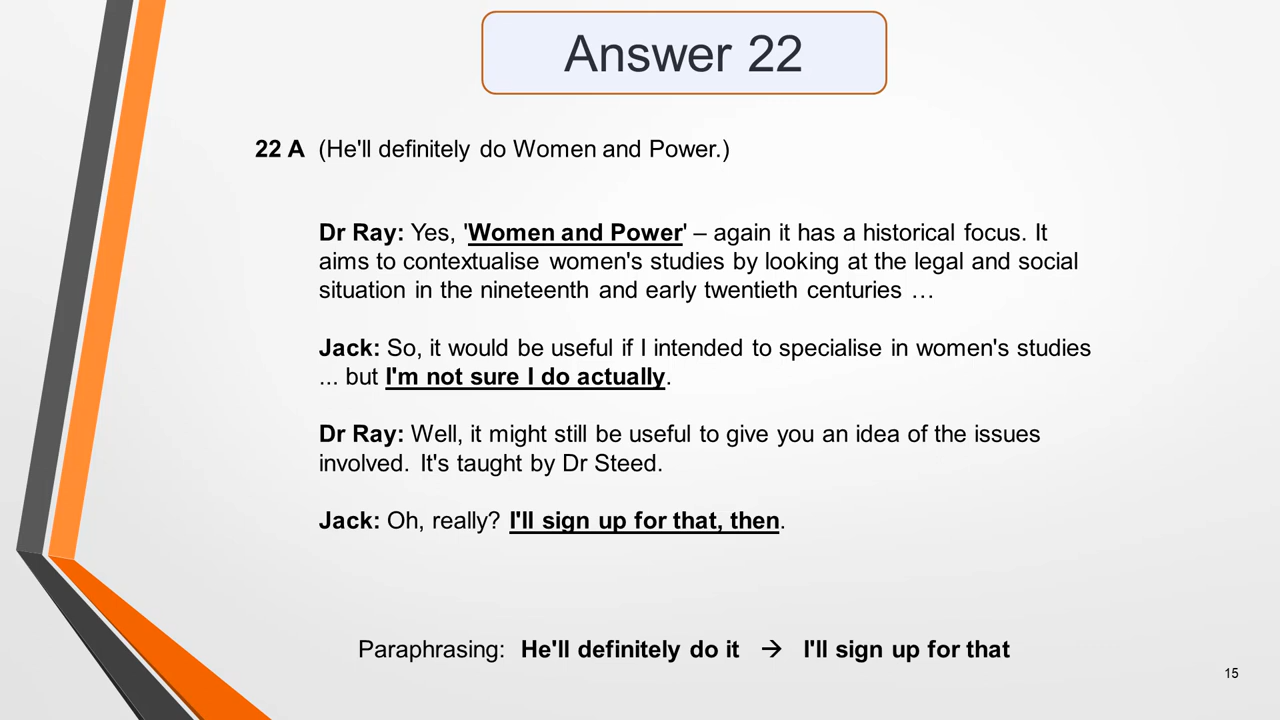 Answer 22
22 A (He'll definitely do Women and Power.)
Dr Ray: Yes, 'Women and Power' – again it has a historical focus. It
aims to contextualise women's studies by looking at the legal and social
situation in the nineteenth and early twentieth centuries …
Jack: So, it would be useful if I intended to specialise in women's studies
... but I'm not sure I do actually.
Dr Ray: Well, it might still be useful to give you an idea of the issues
involved. It's taught by Dr Steed.
Jack: Oh, really? I'll sign up for that, then.
Paraphrasing: He'll definitely do it → I'll sign up for that
15